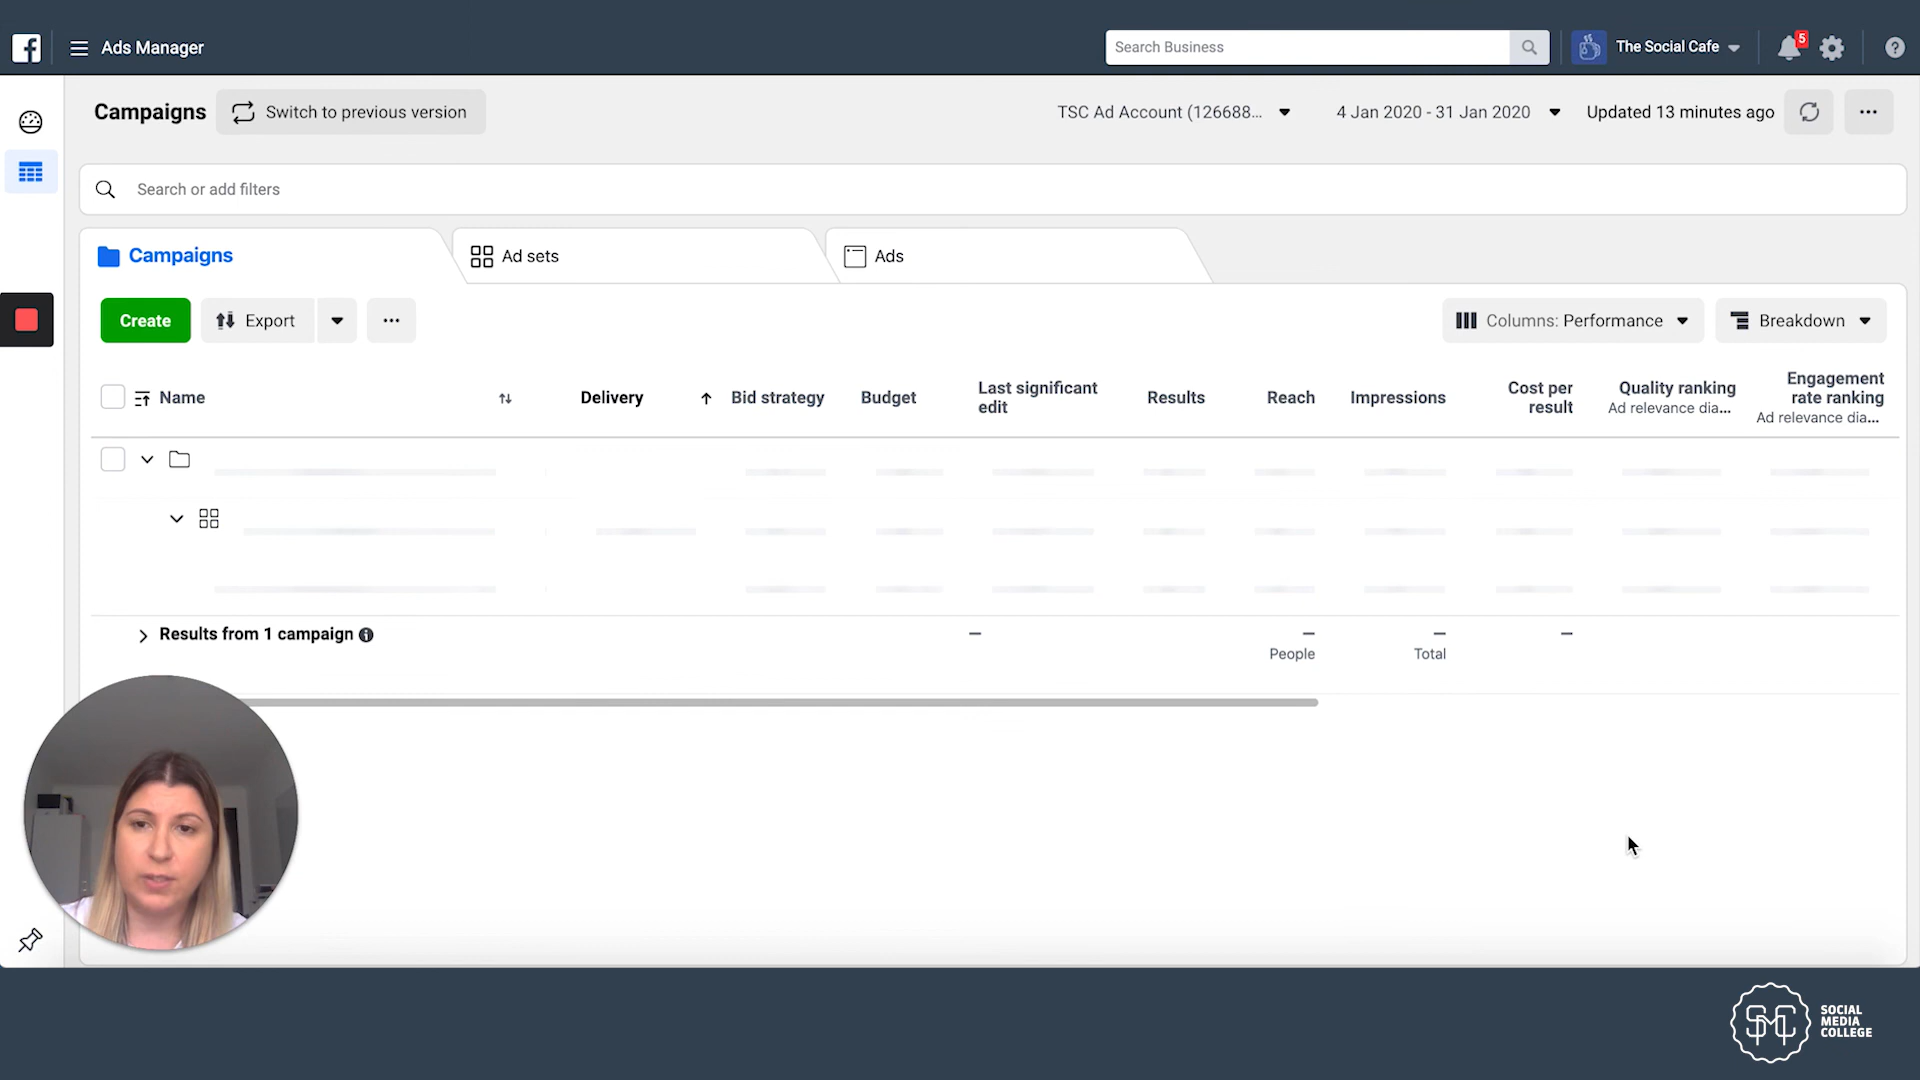 Ads Manager
Search Business
The Social Cafe
5
Campaigns
Switch to previous version
TSC Ad Account (126688...
4 Jan 2020 - 31 Jan 2020
Updated 13 minutes ago
Search or add filters
Campaigns
Ad sets
Ads
Create
Export
Columns: Performance
Breakdown
Name
Delivery
Bid strategy
Budget
Last significant
edit
Results
Reach
Impressions
Cost per
result
Quality ranking
Ad relevance dia...
Engagement
rate ranking
Ad relevance dia...
Results from 1 campaign
—
—
—
—
People
Total
SMC
SOCIAL
MEDIA
COLLEGE